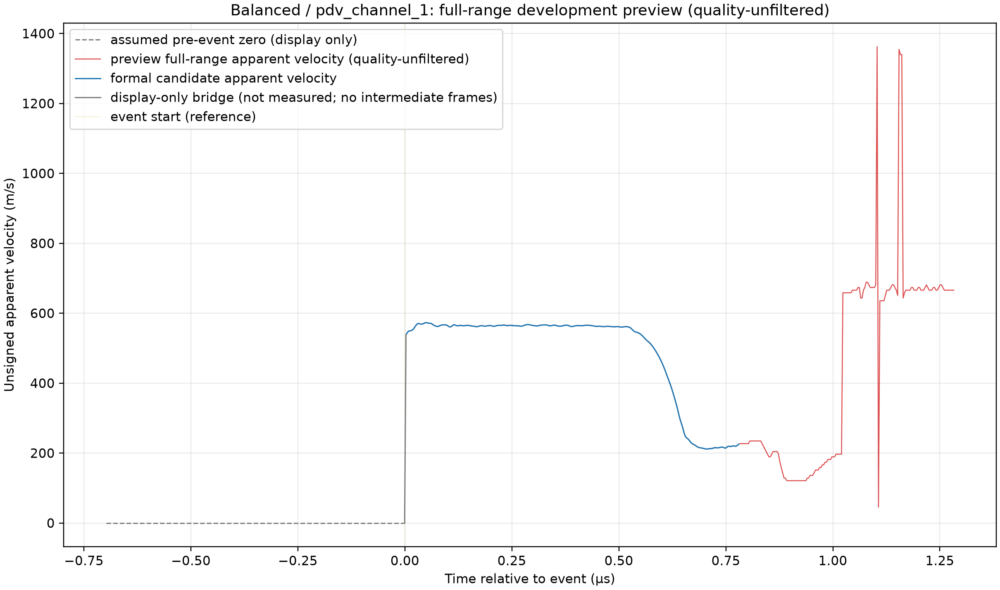 Balanced / pdv_channel_1: full-range development preview (quality-unfiltered)
assumed pre-event zero (display only)
preview full-range apparent velocity (quality-unfiltered)
formal candidate apparent velocity
display-only bridge (not measured; no intermediate frames)
event start (reference)
Unsigned apparent velocity (m/s)
1400
1200
1000
800
600
400
200
0
−0.75
−0.50
−0.25
0.00
0.25
0.50
0.75
1.00
1.25
Time relative to event (μs)